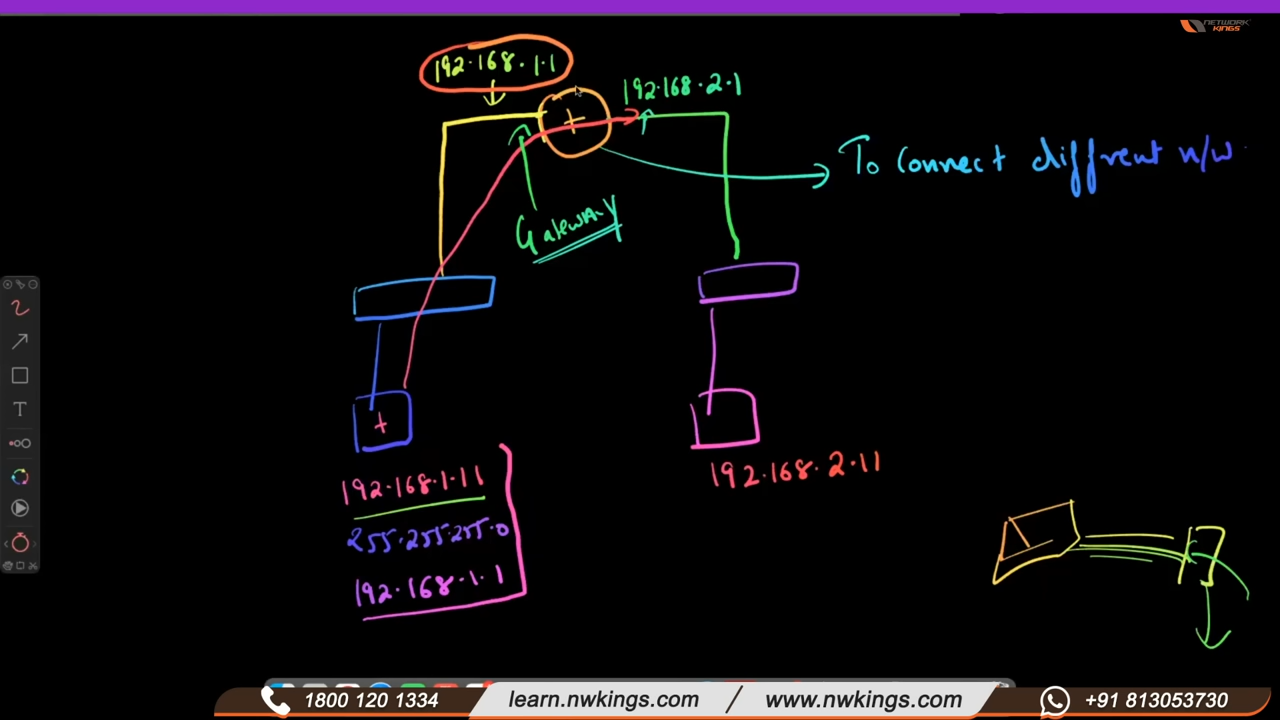 NETWORK
KINGS
192.168.1.1
192.168.2.1
To connect diffrent n/w
Gateway
192.168.1.11
255.255.255.0
192.168.1.1
192.168.2.11
T
1800 120 1334
learn.nwkings.com / www.nwkings.com
+91 813053730